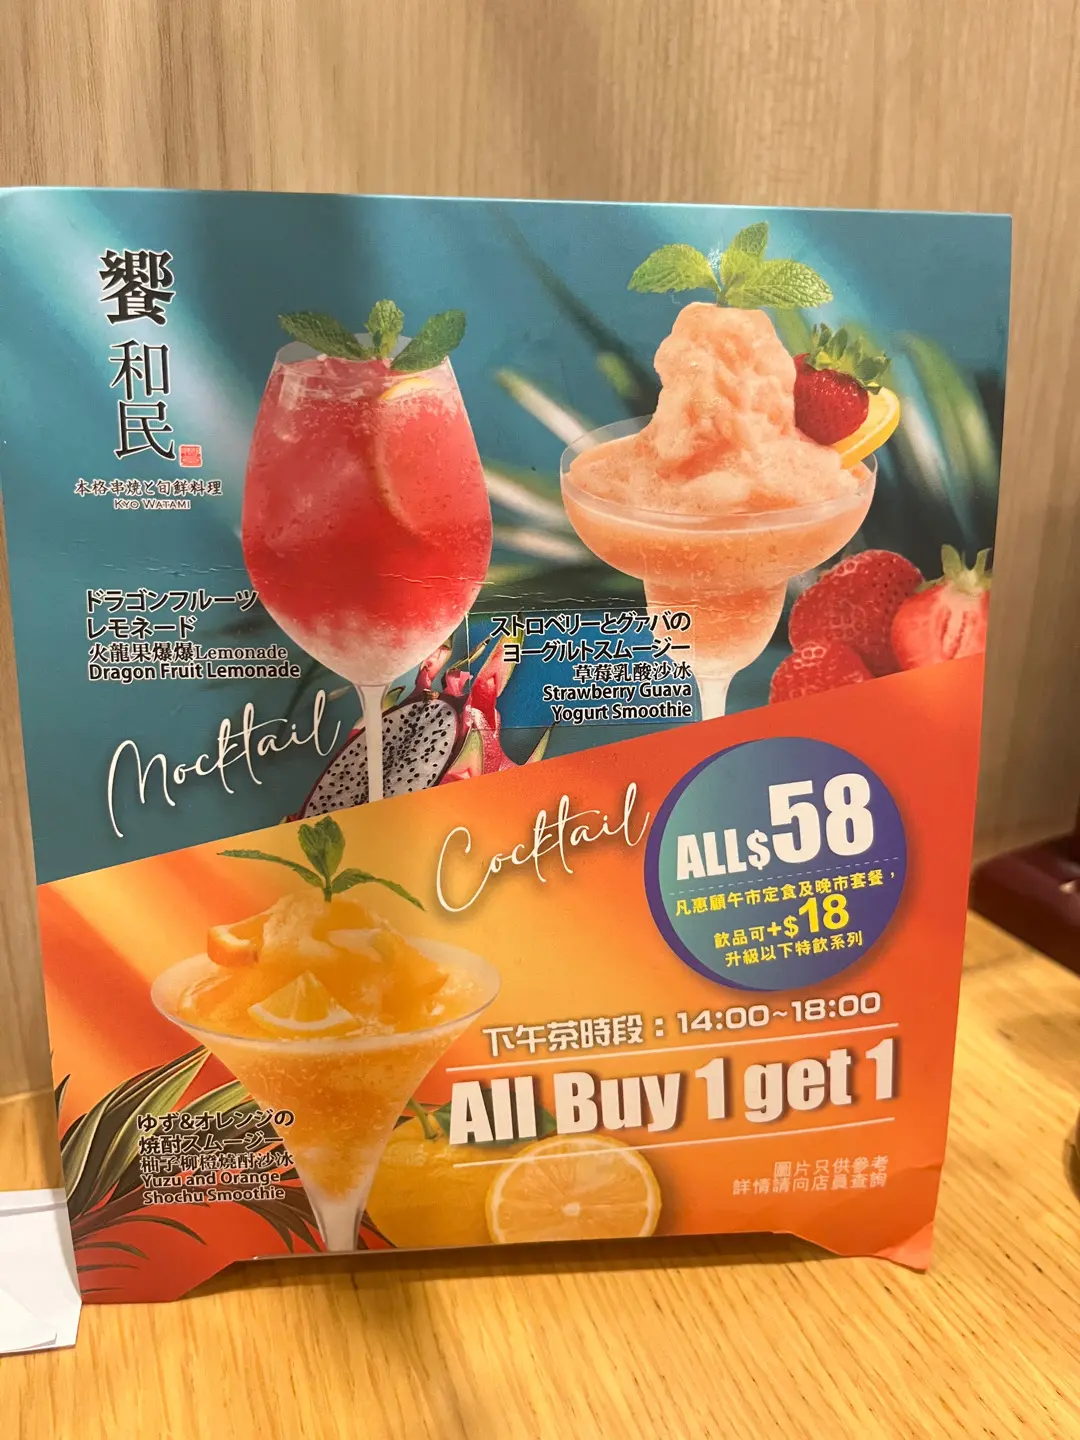 饗
和
民
本格串焼と旬鮮料理
KYO WATAMI
ドラゴンフルーツ
レモネード
火龍果爆爆Lemonade
Dragon Fruit Lemonade
ストロベリーとグァバの
ヨーグルトスムージー
草莓乳酸沙冰
Strawberry Guava
Yogurt Smoothie
Mocktail
Cocktail
ALL$58
凡惠顧午市定食及晚市套餐，
飲品可+$18
升級以下特飲系列
下午茶時段：14:00~18:00
All Buy 1 get 1
ゆず&オレンジの
焼酎スムージー
柚子柳橙燒酎沙冰
Yuzu and Orange
Shochu Smoothie
圖片只供參考
詳情請向店員查詢